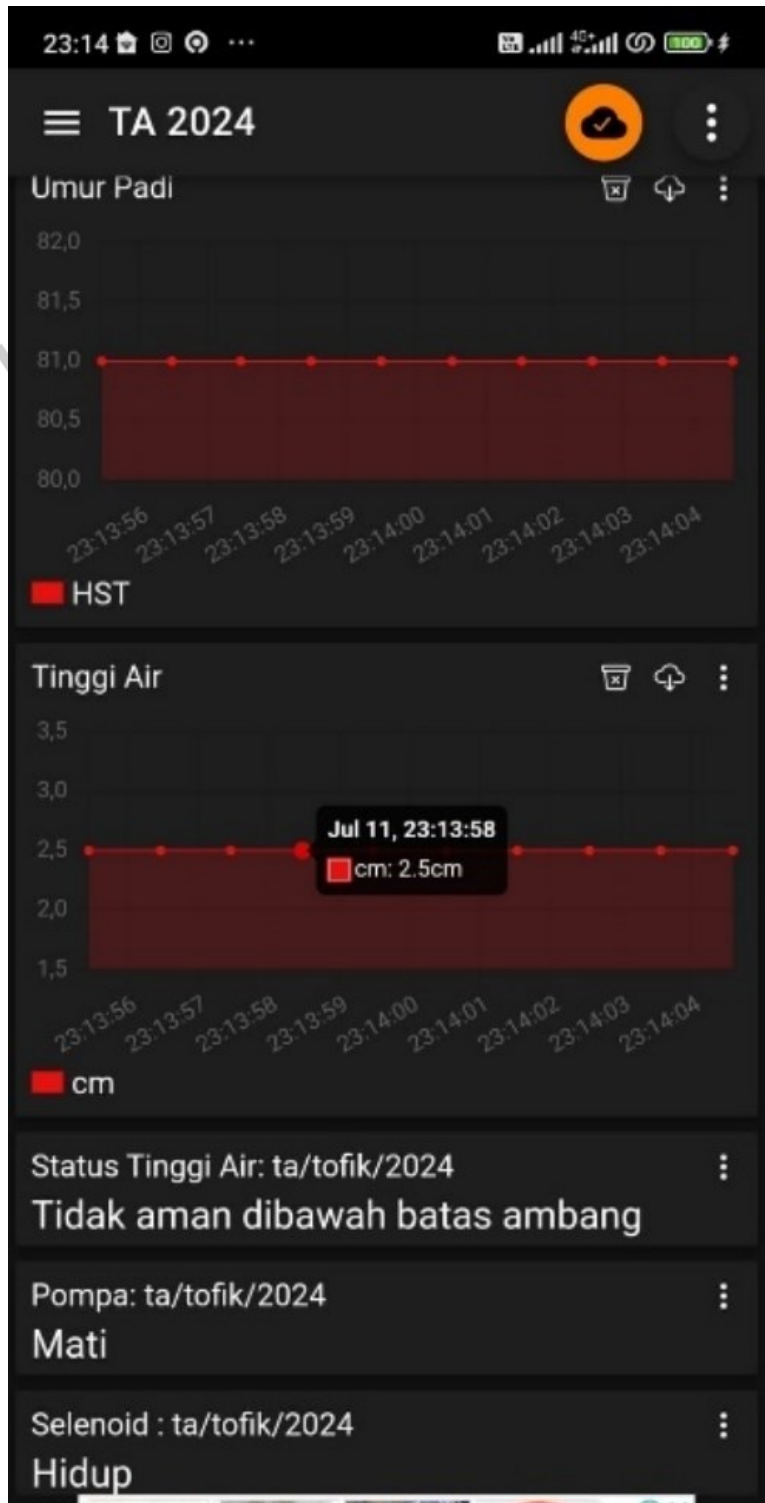 23:14
4G+
100
TA 2024
Umur Padi
82,0
81,5
81,0
80,5
80,0
23:13:56 23:13:57 23:13:58 23:13:59 23:14:00 23:14:01 23:14:02 23:14:03 23:14:04
HST
Tinggi Air
3,5
3,0
2,5
2,0
1,5
Jul 11, 23:13:58
cm: 2.5cm
23:13:56 23:13:57 23:13:58 23:13:59 23:14:00 23:14:01 23:14:02 23:14:03 23:14:04
cm
Status Tinggi Air: ta/tofik/2024
Tidak aman dibawah batas ambang
Pompa: ta/tofik/2024
Mati
Selenoid : ta/tofik/2024
Hidup